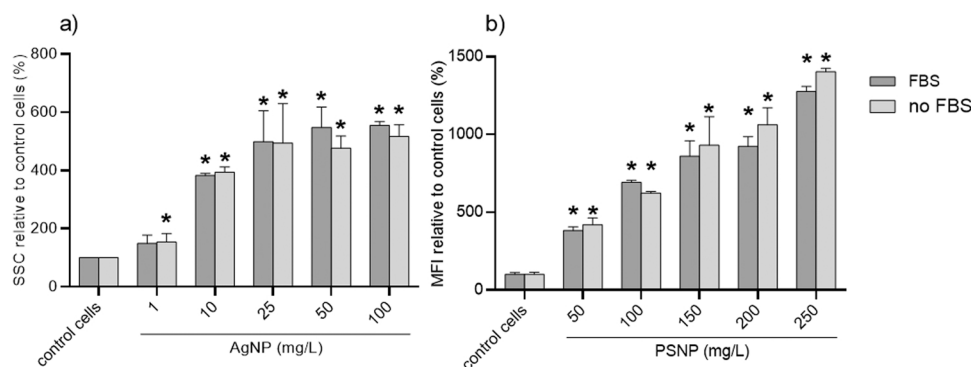 a)
SSC relative to control cells (%)
800
600
400
200
0
* * * * * * * * *
control cells
1
10
25
50
100
AgNP (mg/L)
b)
MFI relative to control cells (%)
1500
1000
500
0
* * * * * * * * * *
control cells
50
100
150
200
250
PSNP (mg/L)
FBS
no FBS